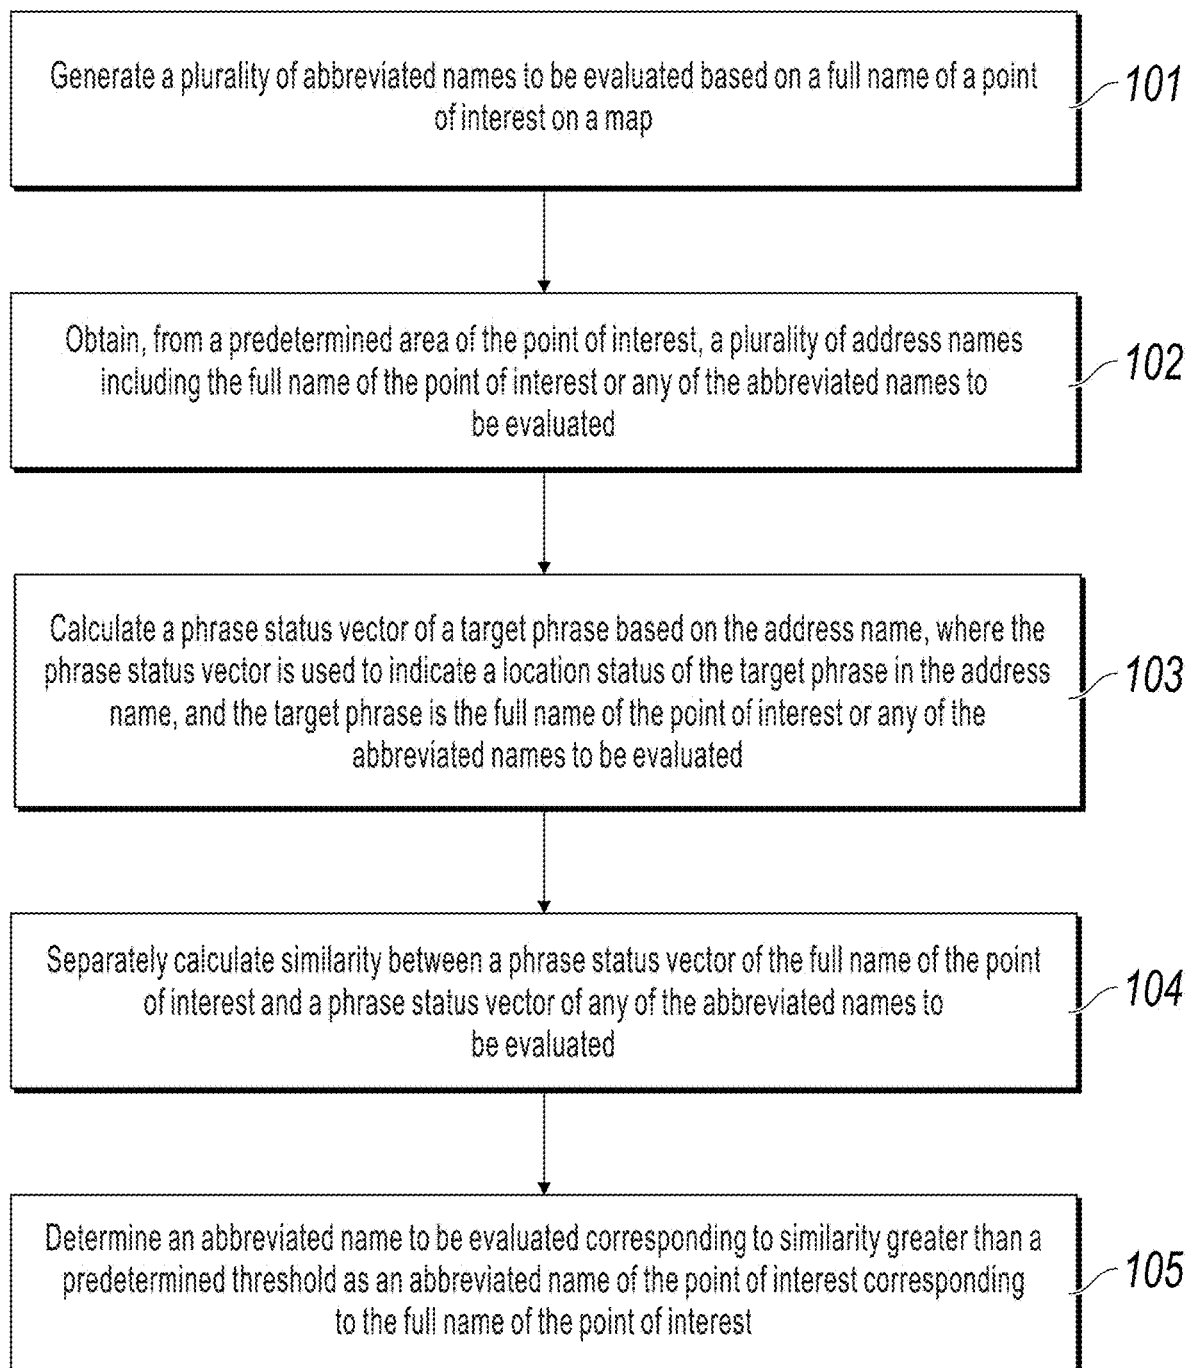 Generate a plurality of abbreviated names to be evaluated based on a full name of a point
of interest on a map
101
Obtain, from a predetermined area of the point of interest, a plurality of address names
including the full name of the point of interest or any of the abbreviated names to
be evaluated
102
Calculate a phrase status vector of a target phrase based on the address name, where the
phrase status vector is used to indicate a location status of the target phrase in the address
name, and the target phrase is the full name of the point of interest or any of the
abbreviated names to be evaluated
103
Separately calculate similarity between a phrase status vector of the full name of the point
of interest and a phrase status vector of any of the abbreviated names to
be evaluated
104
Determine an abbreviated name to be evaluated corresponding to similarity greater than a
predetermined threshold as an abbreviated name of the point of interest corresponding
to the full name of the point of interest
105